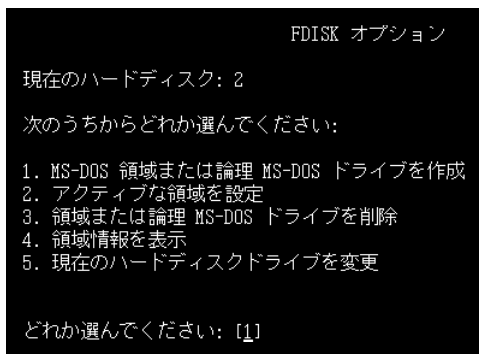 FDISK オプション
現在のハードディスク: 2
次のうちからどれか選んでください:
1. MS-DOS 領域または論理 MS-DOS ドライブを作成
2. アクティブな領域を設定
3. 領域または論理 MS-DOS ドライブを削除
4. 領域情報を表示
5. 現在のハードディスクドライブを変更
どれか選んでください: [1]